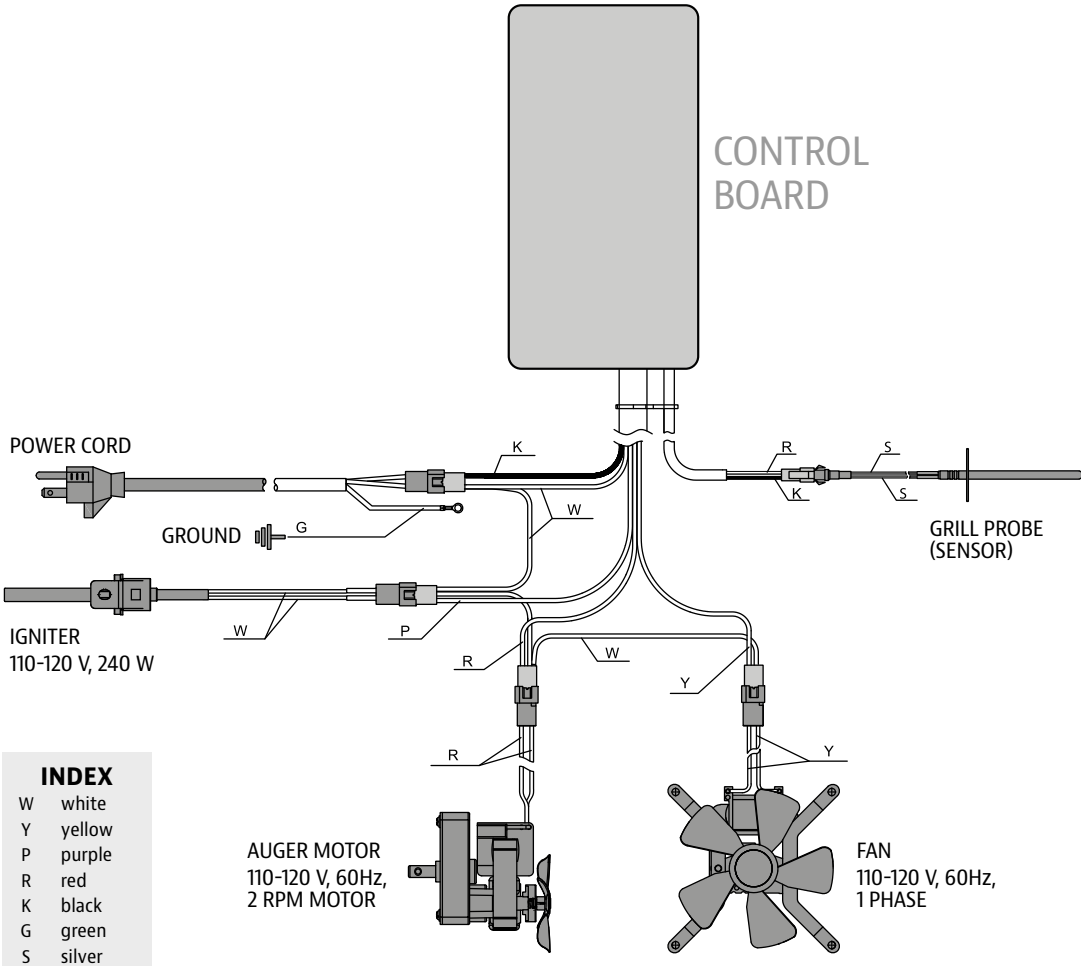 CONTROL
BOARD
POWER CORD
K
R
S
K
S
GROUND
G
W
GRILL PROBE
(SENSOR)
IGNITER
110-120 V, 240 W
W
P
R
W
Y
R
Y
INDEX
W white
Y yellow
P purple
R red
K black
G green
S silver
AUGER MOTOR
110-120 V, 60Hz,
2 RPM MOTOR
FAN
110-120 V, 60Hz,
1 PHASE